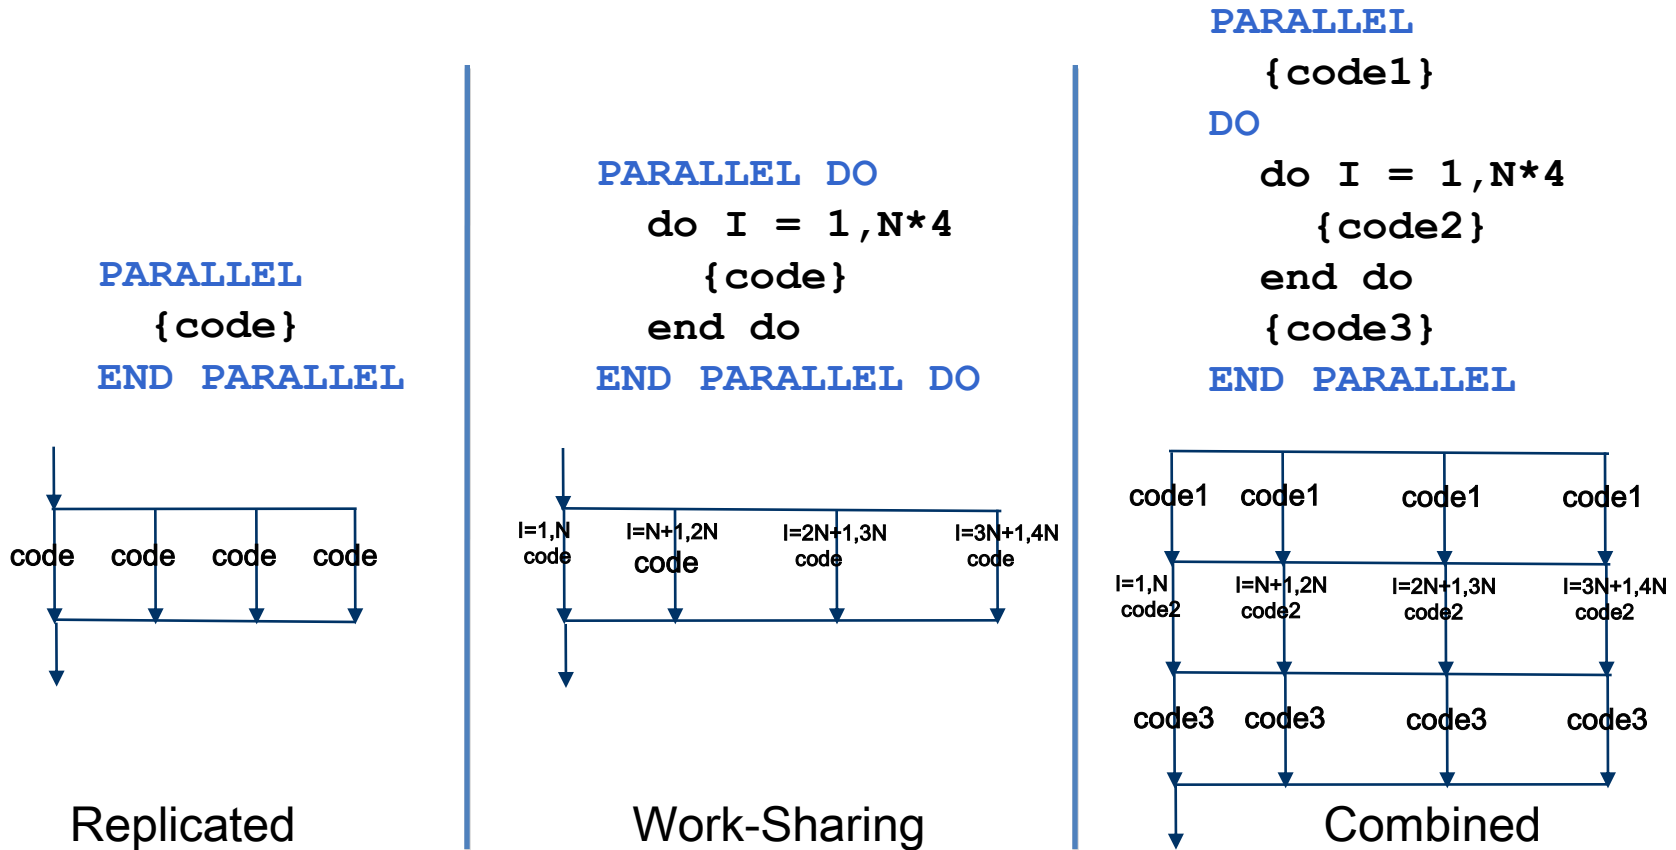 PARALLEL
{code}
END PARALLEL
code code code code
Replicated
PARALLEL DO
do I = 1,N*4
{code}
end do
END PARALLEL DO
I=1,N I=N+1,2N I=2N+1,3N I=3N+1,4N
code code code code
Work-Sharing
PARALLEL
{code1}
DO
do I = 1,N*4
{code2}
end do
{code3}
END PARALLEL
code1 code1 code1 code1
I=1,N I=N+1,2N I=2N+1,3N I=3N+1,4N
code2 code2 code2 code2
code3 code3 code3 code3
Combined